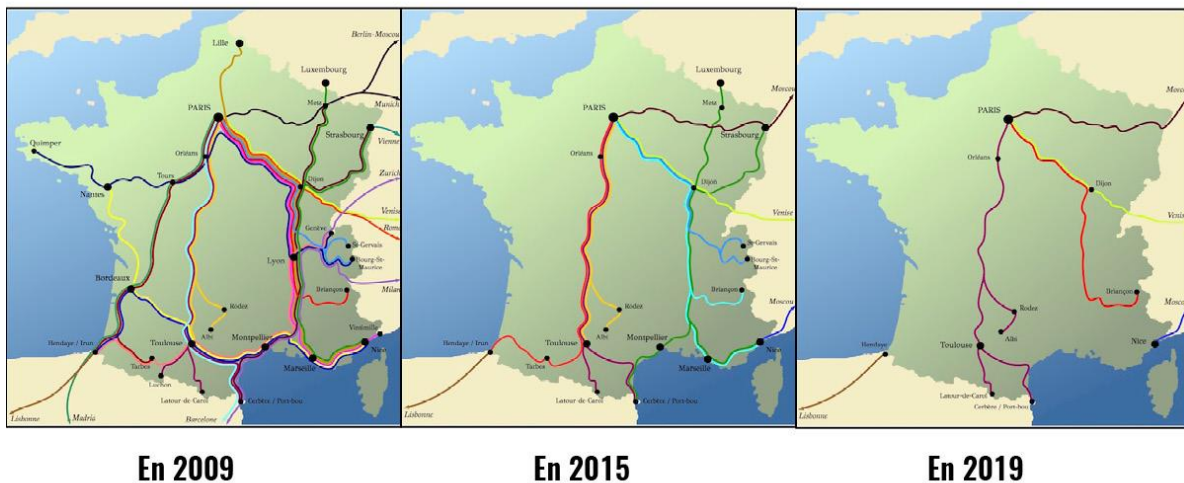 Lille
Berlin-Moscou
Luxembourg
Metz
PARIS
Munich
Strasbourg
Vienne
Quimper
Orléans
Zurich
Tours
Dijon
Nantes
Venise
Rome
Genève
St-Gervais
Lyon
Bourg-St-
Maurice
Bordeaux
Milan
Briançon
Rodez
Albi
Vintimille
Hendaye / Irun
Toulouse
Montpellier
Nice
Tarbes
Marseille
Luchon
Latour-de-Carol
Cerbère / Port-bou
Lisbonne
Madrid
Barcelone
En 2009
Luxembourg
Metz
Moscou
PARIS
Strasbourg
Orléans
Dijon
Venise
St-Gervais
Bourg-St-
Maurice
Briançon
Rodez
Albi
Moscou
Hendaye / Irun
Toulouse
Montpellier
Nice
Tarbes
Marseille
Latour-de-Carol
Cerbère / Port-bou
Lisbonne
En 2015
PARIS
Orléans
Dijon
Briançon
Rodez
Albi
Toulouse
Nice
Hendaye
Latour-de-Carol
Cerbère / Port-bou
Lisbonne
En 2019